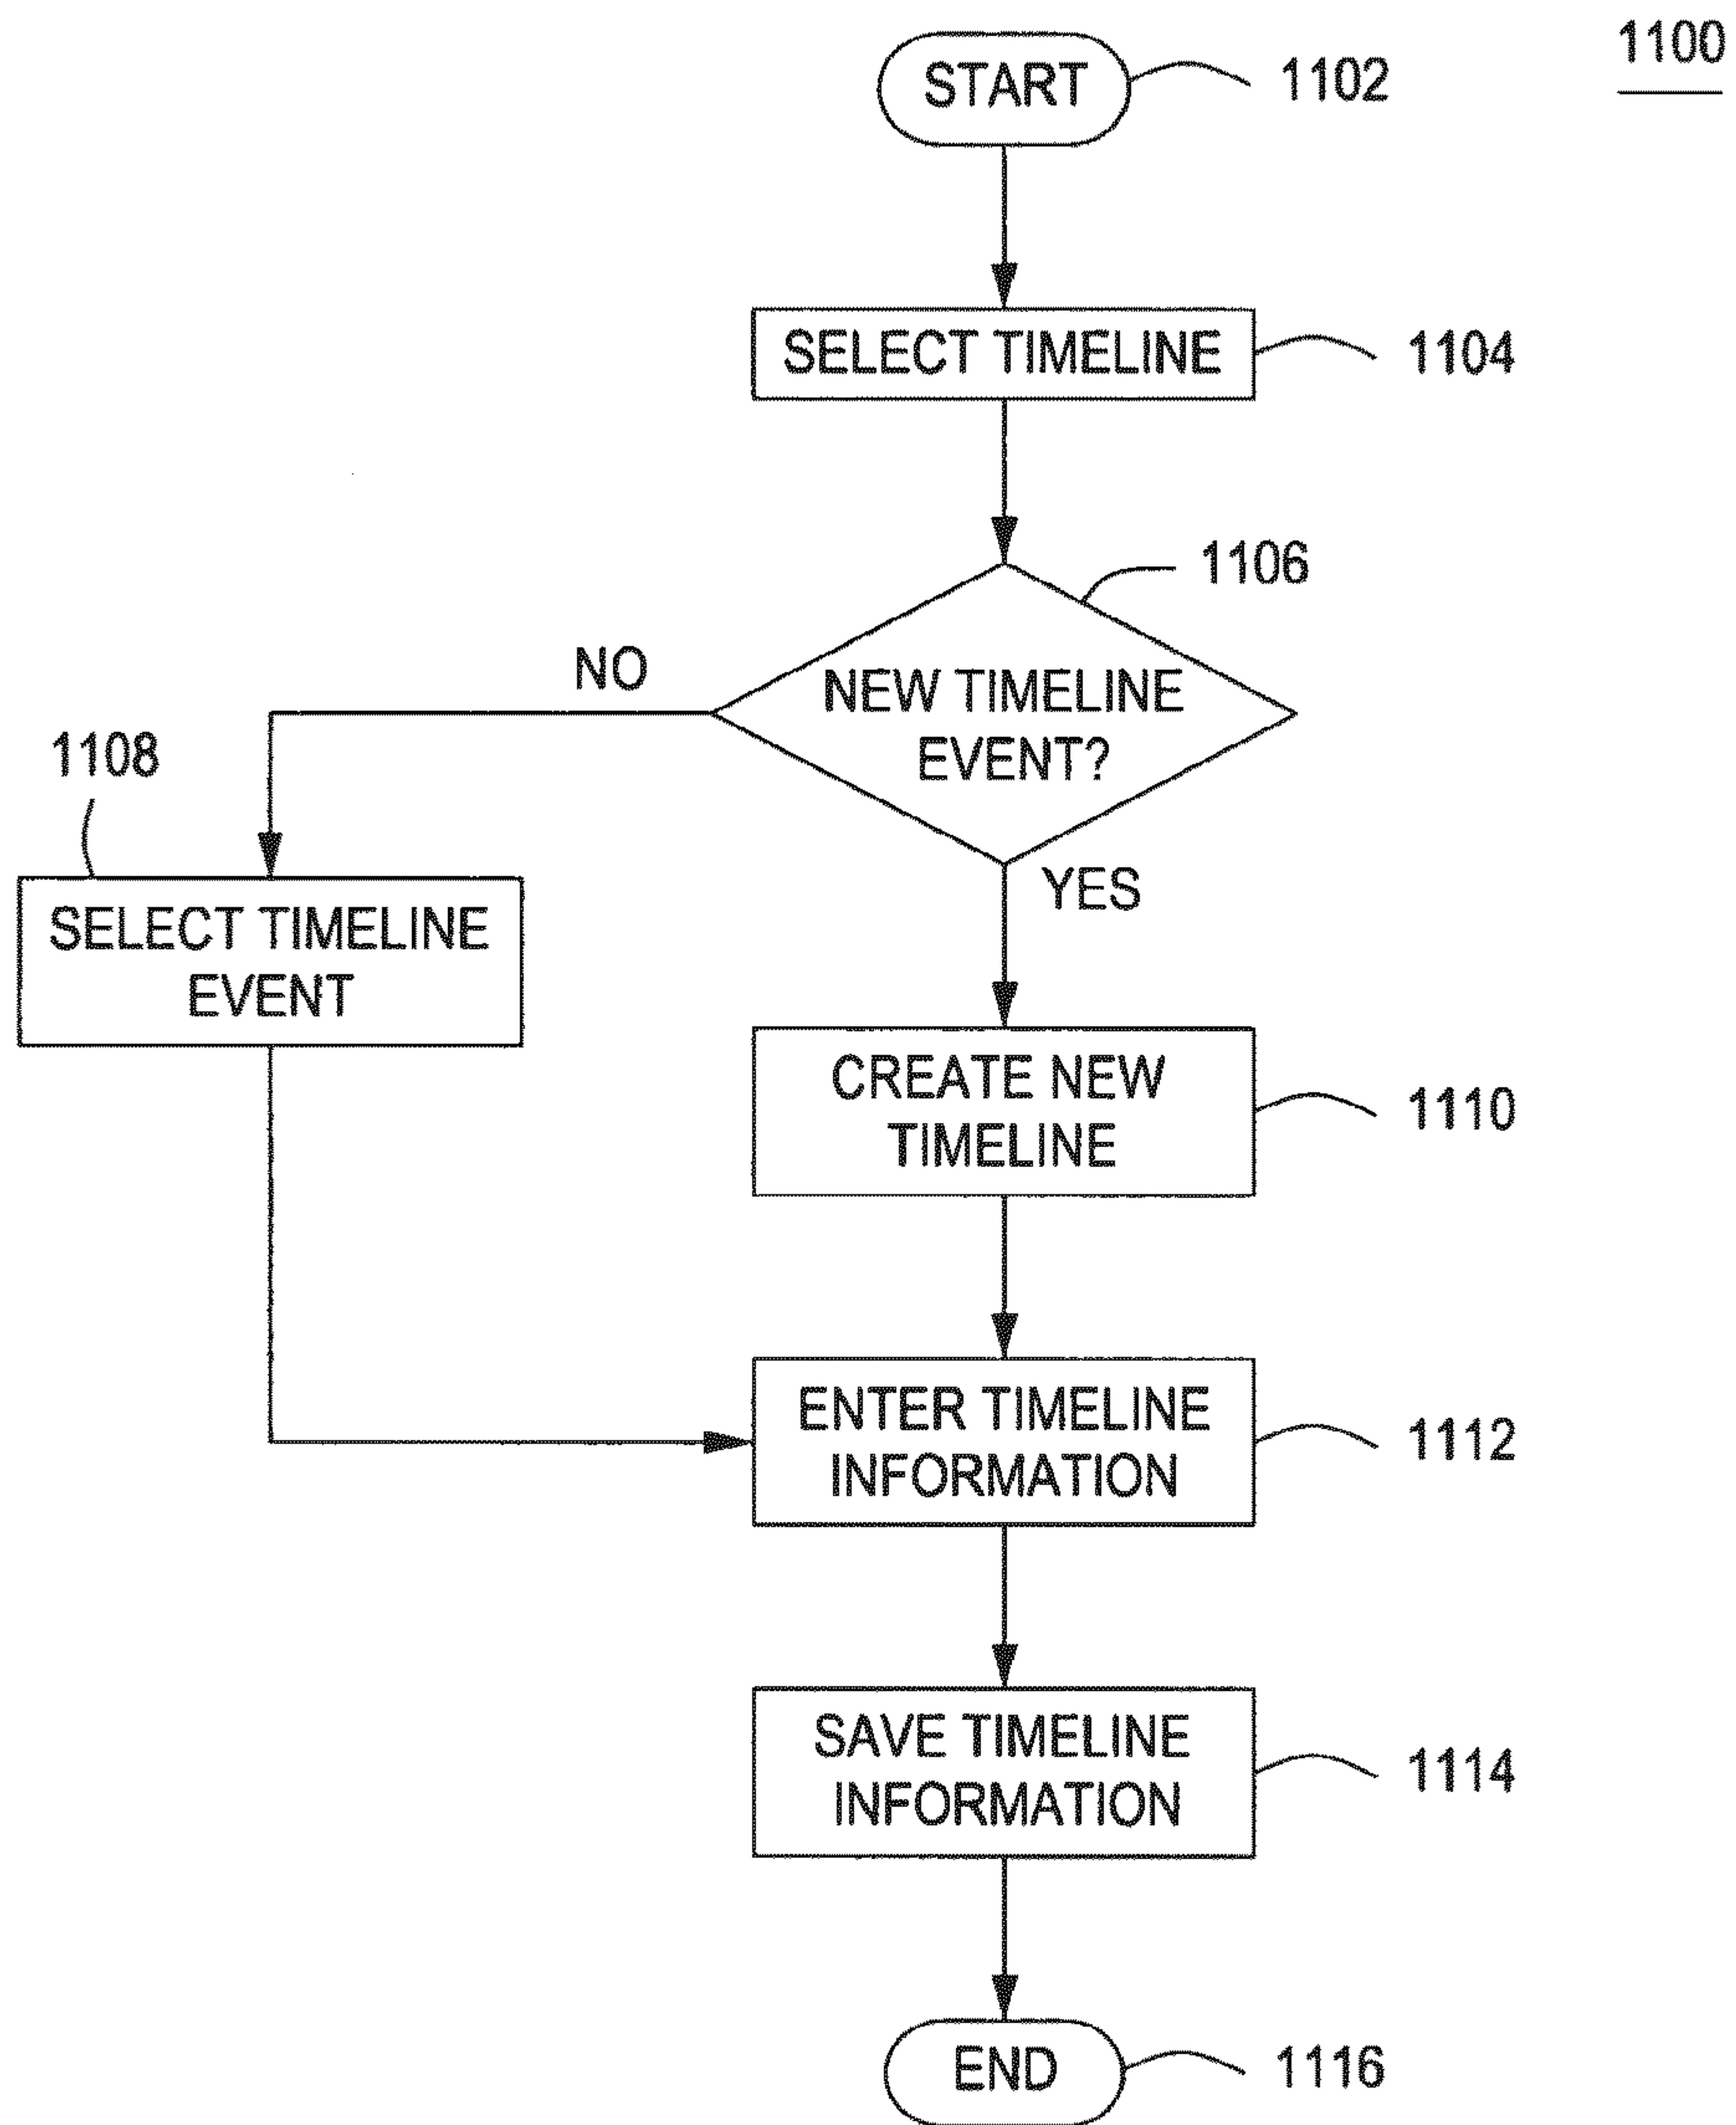 1100
START
1102
SELECT TIMELINE
1104
1106
NO
NEW TIMELINE
EVENT?
1108
YES
SELECT TIMELINE
EVENT
CREATE NEW
TIMELINE
1110
ENTER TIMELINE
INFORMATION
1112
SAVE TIMELINE
INFORMATION
1114
END
1116